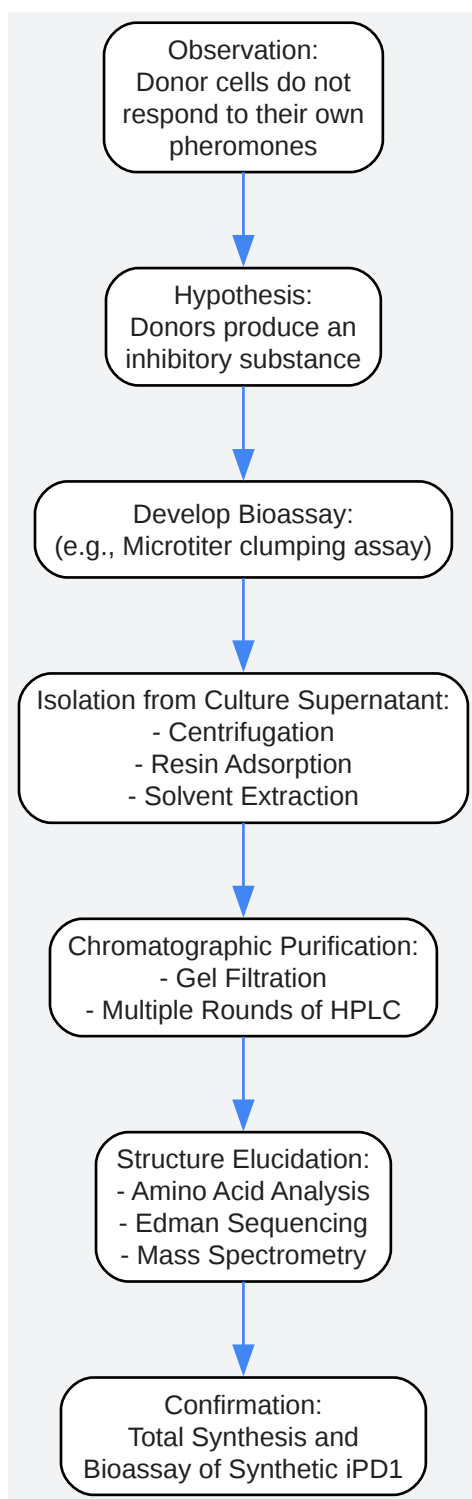 Observation:
Donor cells do not
respond to their own
pheromones
Hypothesis:
Donors produce an
inhibitory substance
Develop Bioassay:
(e.g., Microtiter clumping assay)
Isolation from Culture Supernatant:
- Centrifugation
- Resin Adsorption
- Solvent Extraction
Chromatographic Purification:
- Gel Filtration
- Multiple Rounds of HPLC
Structure Elucidation:
- Amino Acid Analysis
- Edman Sequencing
- Mass Spectrometry
Confirmation:
Total Synthesis and
Bioassay of Synthetic iPD1